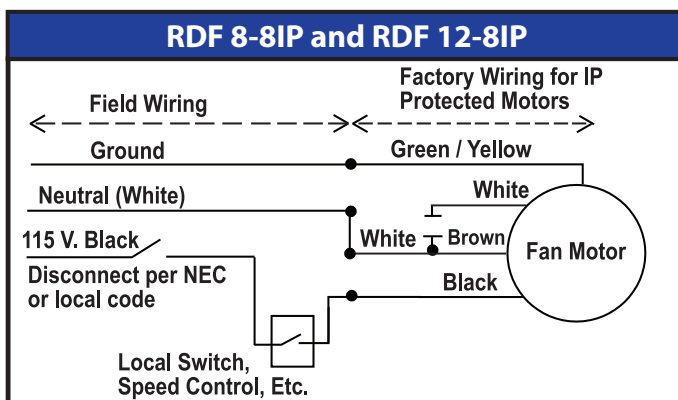 RDF 8-8IP and RDF 12-8IP
Field Wiring
Factory Wiring for IP
Protected Motors
Ground
Green / Yellow
Neutral (White)
White
115 V. Black
White
Brown
Fan Motor
Disconnect per NEC
or local code
Black
Local Switch,
Speed Control, Etc.